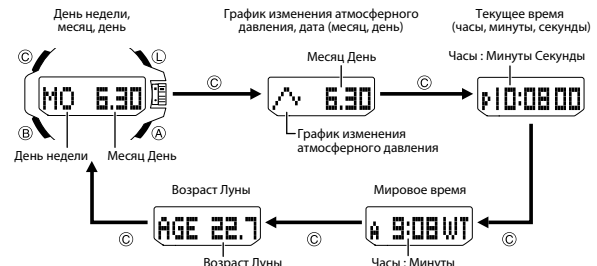 День недели,
месяц, день
График изменения атмосферного
давления, дата (месяц, день)
Текущее время
(часы, минуты, секунды)
C
L
B
A
MO 6.30
День недели
Месяц День
C
Месяц День
6.30
График изменения
атмосферного давления
C
Часы : Минуты Секунды
P10:08 00
Возраст Луны
Мировое время
C
AGE 22.7
C
A 9:08 WT
C
Возраст Луны
Часы : Минуты